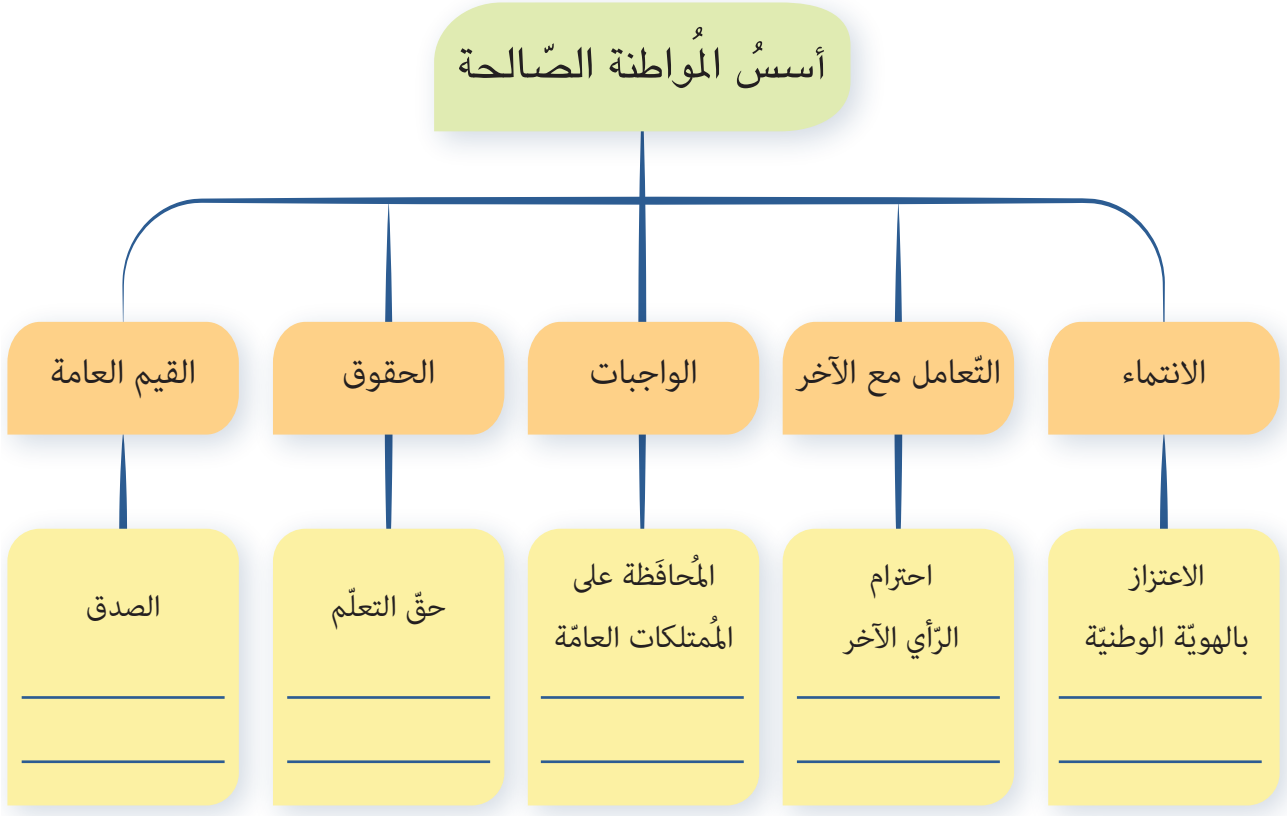 أسسُ المُواطنة الصّالحة
الانتماء
التّعامل مع الآخر
الواجبات
الحقوق
القيم العامة
الاعتزاز
بالهويّة الوطنيّة
احترام
الرّأي الآخر
المُحافَظة على
المُمتلكات العامّة
حقّ التعلّم
الصدق